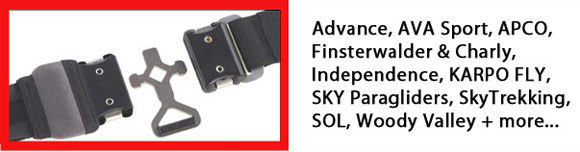 Advance, AVA Sport, APCO,
Finsterwalder & Charly,
Independence, KARPO FLY,
SKY Paragliders, SkyTrekking,
SOL, Woody Valley + more...